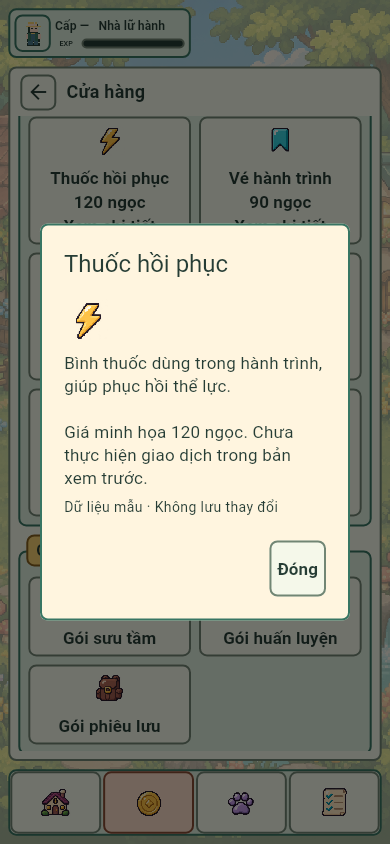 Cấp — Nhà lữ hành
EXP
Cửa hàng
Thuốc hồi phục
120 ngọc
Vé hành trình
90 ngọc
Thuốc hồi phục
Bình thuốc dùng trong hành trình,
giúp phục hồi thể lực.
Giá minh họa 120 ngọc. Chưa
thực hiện giao dịch trong bản
xem trước.
Dữ liệu mẫu · Không lưu thay đổi
Đóng
Gói sưu tầm
Gói huấn luyện
Gói phiêu lưu